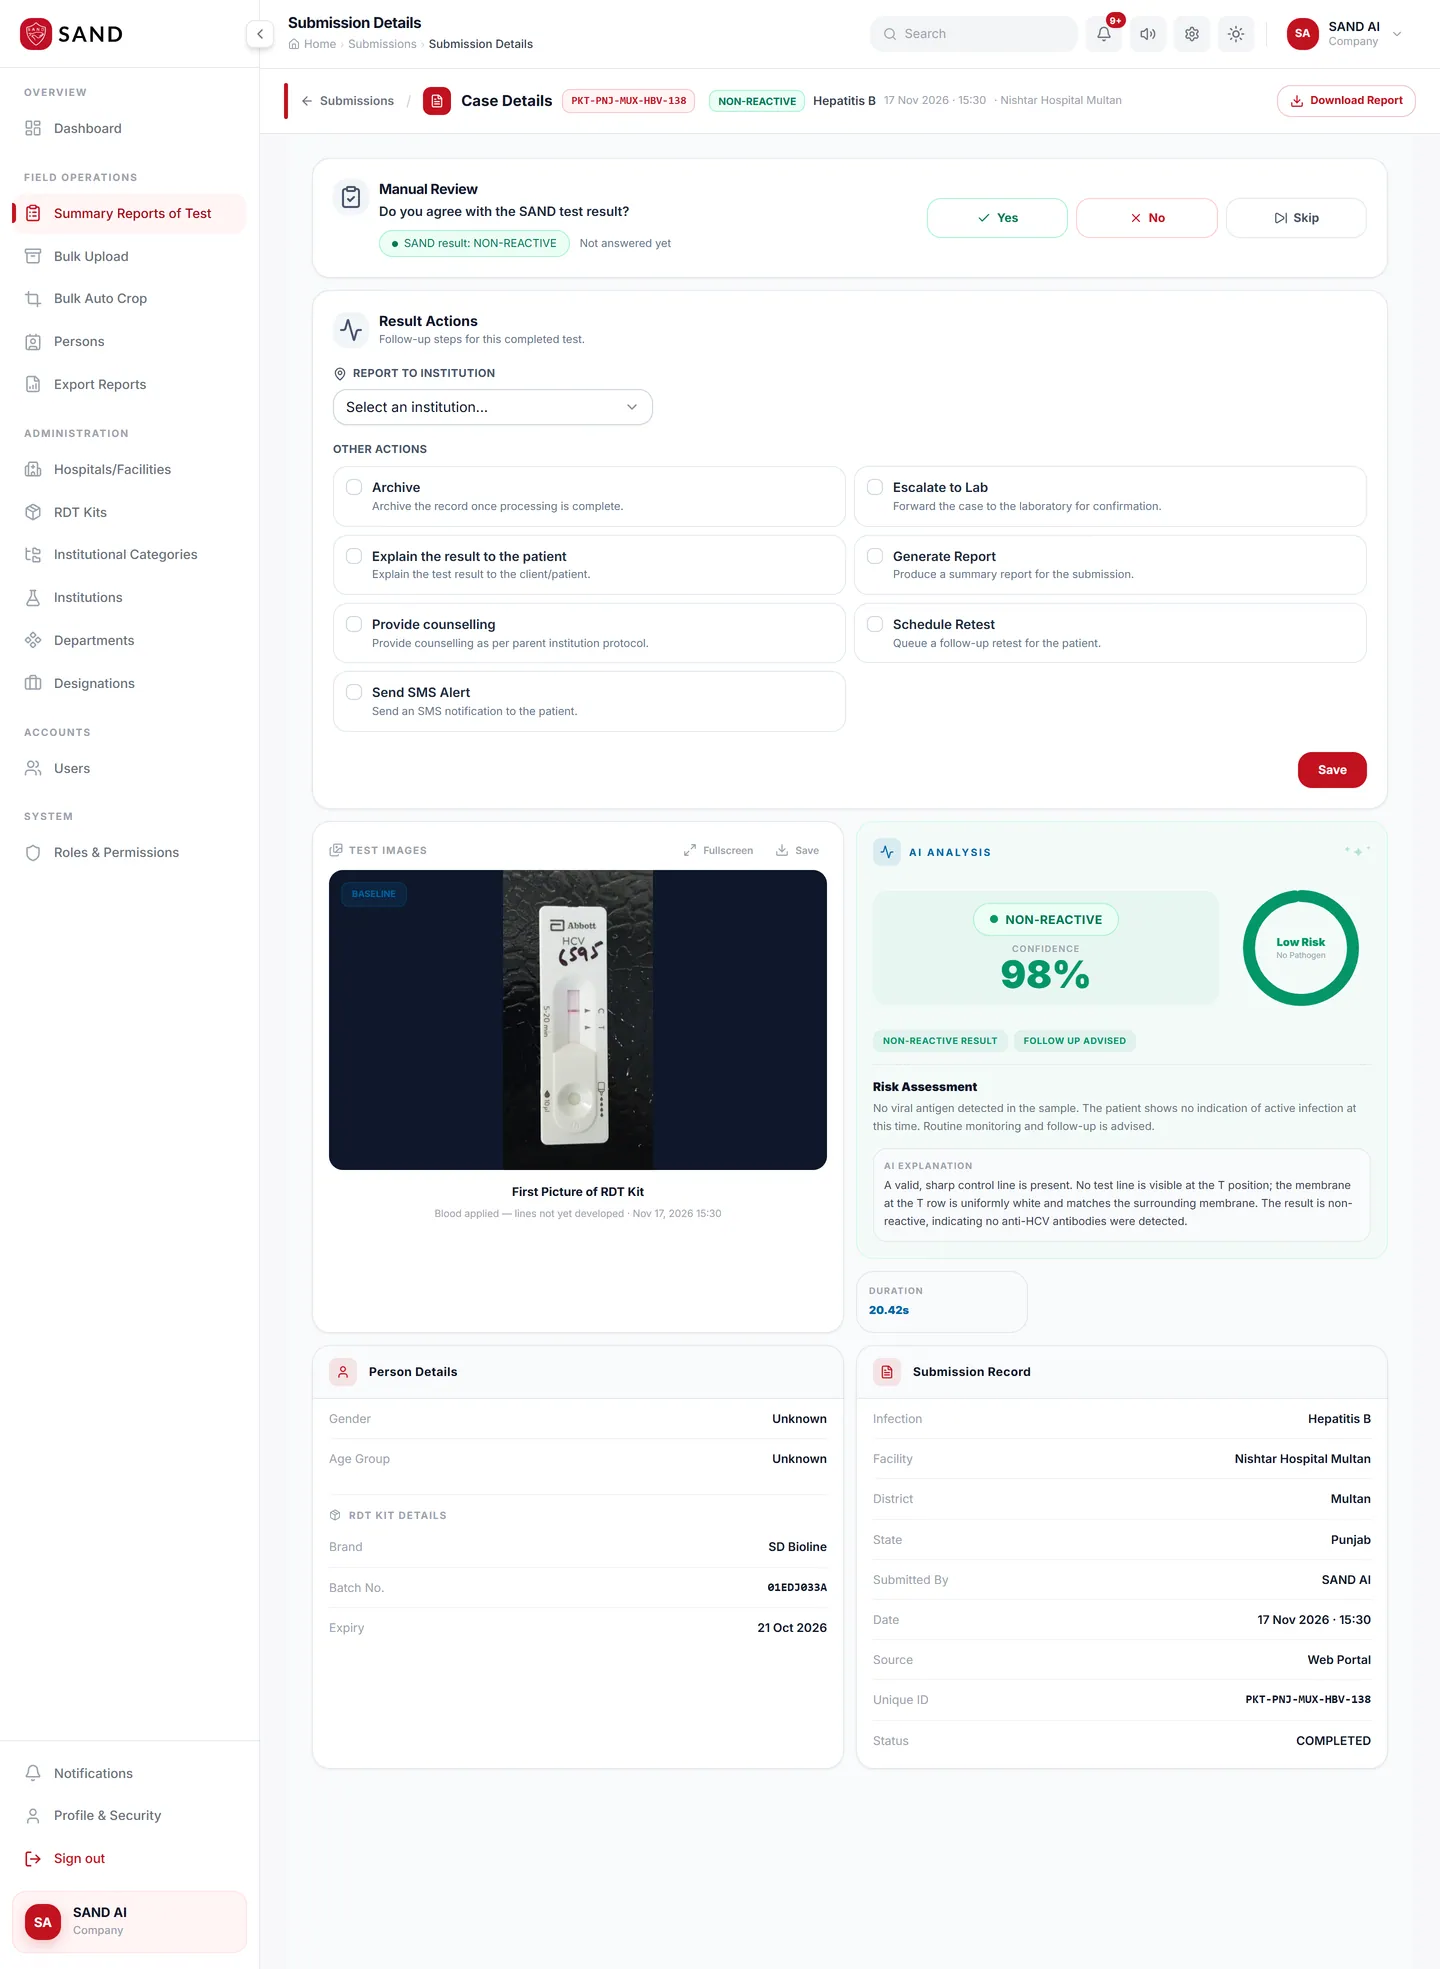 SAND
OVERVIEW
Dashboard
FIELD OPERATIONS
Summary Reports of Test
Bulk Upload
Bulk Auto Crop
Persons
Export Reports
ADMINISTRATION
Hospitals/Facilities
RDT Kits
Institutional Categories
Institutions
Departments
Designations
ACCOUNTS
Users
SYSTEM
Roles & Permissions
Notifications
Profile & Security
Sign out
SA
SAND AI
Company
Submission Details
Home › Submissions › Submission Details
Search
9+
SA
SAND AI
Company
Submissions / Case Details PKT-PNJ-MUX-HBV-138 NON-REACTIVE Hepatitis B 17 Nov 2026 · 15:30 · Nishtar Hospital Multan
Download Report
Manual Review
Do you agree with the SAND test result?
SAND result: NON-REACTIVE Not answered yet
Yes
No
Skip
Result Actions
Follow-up steps for this completed test.
REPORT TO INSTITUTION
Select an institution...
OTHER ACTIONS
Archive
Archive the record once processing is complete.
Escalate to Lab
Forward the case to the laboratory for confirmation.
Explain the result to the patient
Explain the test result to the client/patient.
Generate Report
Produce a summary report for the submission.
Provide counselling
Provide counselling as per parent institution protocol.
Schedule Retest
Queue a follow-up retest for the patient.
Send SMS Alert
Send an SMS notification to the patient.
Save
TEST IMAGES
Fullscreen
Save
BASELINE
Abbott
HCV
6595
C T
5-20 min
10 µl
First Picture of RDT Kit
Blood applied — lines not yet developed · Nov 17, 2026 15:30
AI ANALYSIS
NON-REACTIVE
CONFIDENCE
98%
Low Risk
No Pathogen
NON-REACTIVE RESULT
FOLLOW UP ADVISED
Risk Assessment
No viral antigen detected in the sample. The patient shows no indication of active infection at
this time. Routine monitoring and follow-up is advised.
AI EXPLANATION
A valid, sharp control line is present. No test line is visible at the T position; the membrane
at the T row is uniformly white and matches the surrounding membrane. The result is non-
reactive, indicating no anti-HCV antibodies were detected.
DURATION
20.42s
Person Details
Gender Unknown
Age Group Unknown
RDT KIT DETAILS
Brand SD Bioline
Batch No. 01EDJ033A
Expiry 21 Oct 2026
Submission Record
Infection Hepatitis B
Facility Nishtar Hospital Multan
District Multan
State Punjab
Submitted By SAND AI
Date 17 Nov 2026 · 15:30
Source Web Portal
Unique ID PKT-PNJ-MUX-HBV-138
Status COMPLETED